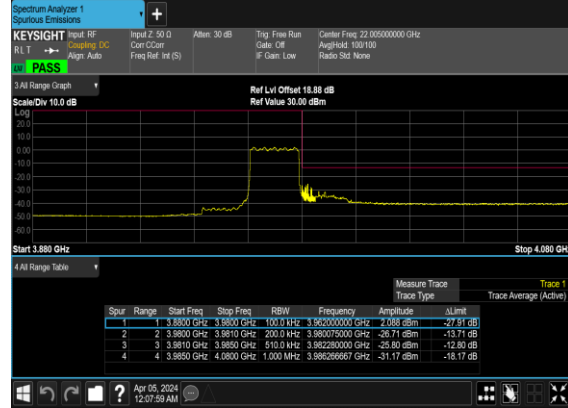 Spectrum Analyzer 1
Spurious Emissions
KEYSIGHT Input: RF Input Z: 50 Ω Atten: 30 dB Trig: Free Run Center Freq: 22.005000000 GHz
RLT Coupling: DC Corr CCorr Gate: Off Avg|Hold: 100/100
Align: Auto Freq Ref: Int (S) IF Gain: Low Radio Std: None
PASS
3 All Range Graph
Ref Lvl Offset 18.88 dB
Scale/Div 10.0 dB Ref Value 30.00 dBm
Log
20.0
10.0
0.00
-10.0
-20.0
-30.0
-40.0
-50.0
-60.0
Start 3.880 GHz Stop 4.080 GH
4 All Range Table
Measure Trace Trace 1
Trace Type Trace Average (Active)
Spur Range Start Freq Stop Freq RBW Frequency Amplitude ΔLimit
1 1 3.8800 GHz 3.9800 GHz 100.0 kHz 3.962000000 GHz 2.088 dBm -27.91 dB
2 2 3.9800 GHz 3.9810 GHz 200.0 kHz 3.980075000 GHz -26.71 dBm -13.71 dB
3 3 3.9810 GHz 3.9850 GHz 510.0 kHz 3.982280000 GHz -25.80 dBm -12.80 dB
4 4 3.9850 GHz 4.0800 GHz 1.000 MHz 3.986266667 GHz -31.17 dBm -18.17 dB
? Apr 05, 2024
12:07:59 AM